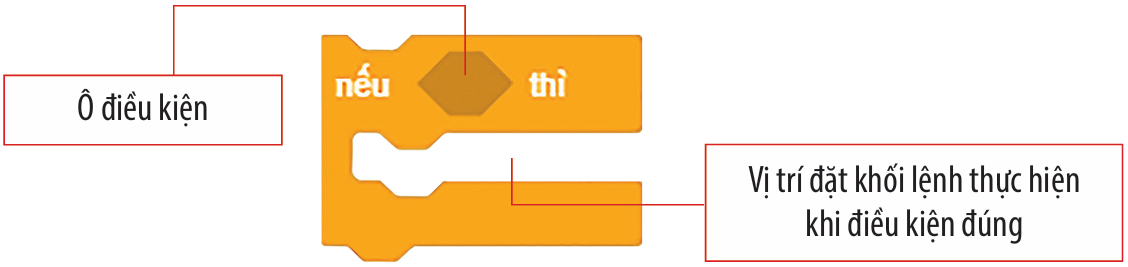 nếu thì
Ô điều kiện
Vị trí đặt khối lệnh thực hiện
khi điều kiện đúng